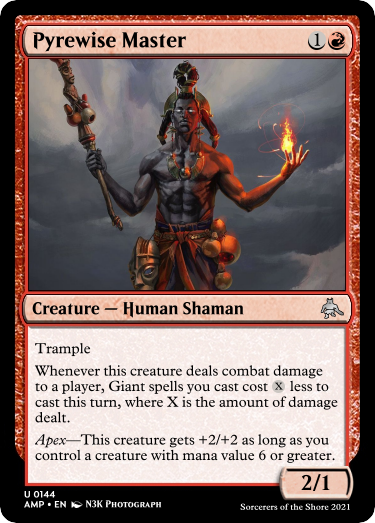 Pyrewise Master 1
Creature — Human Shaman
Trample
Whenever this creature deals combat damage
to a player, Giant spells you cast cost X less to
cast this turn, where X is the amount of damage
dealt.
Apex—This creature gets +2/+2 as long as you
control a creature with mana value 6 or greater.
2/1
U 0144
AMP • EN N3K Photograph
Sorcerers of the Shore 2021